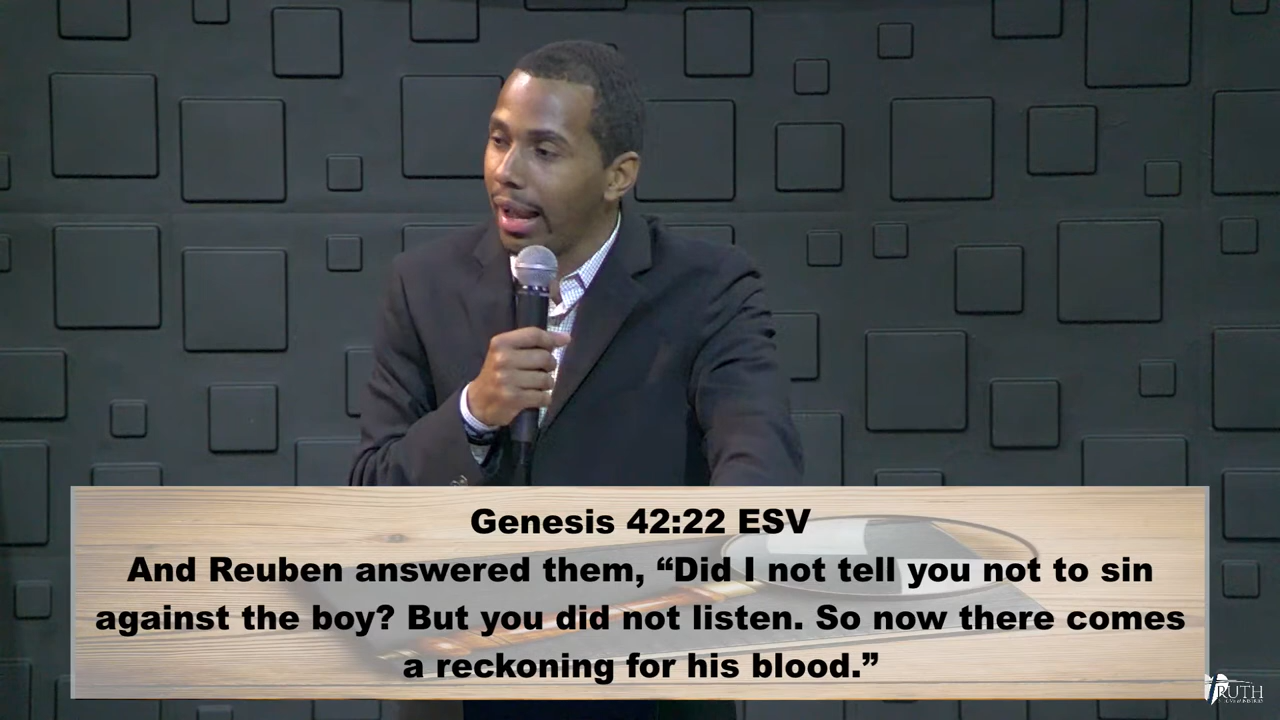 Genesis 42:22 ESV
And Reuben answered them, “Did I not tell you not to sin
against the boy? But you did not listen. So now there comes
a reckoning for his blood.”
TRUTH